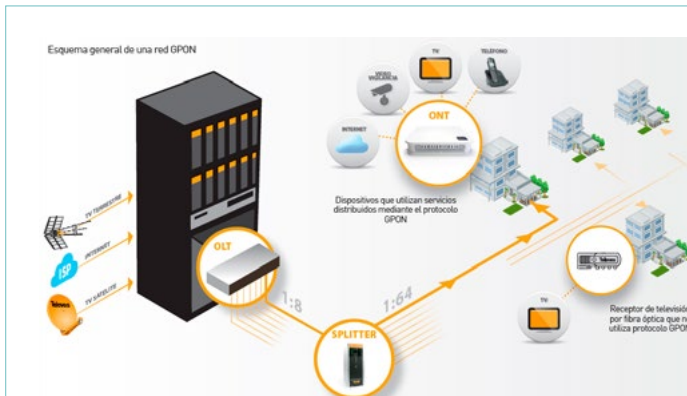 Esquema general de una red GPON
TV TERRESTRE
INTERNET
ISP
TV SATÉLITE
Televes
OLT
1:8
SPLITTER
1:64
VIDEO
VIGILANCIA
TV
TELÉFONO
INTERNET
ONT
Dispositivos que utilizan servicios
distribuidos mediante el protocolo
GPON
TV
Televes
Receptor de televisión
por fibra óptica que n
utiliza protocolo GPON